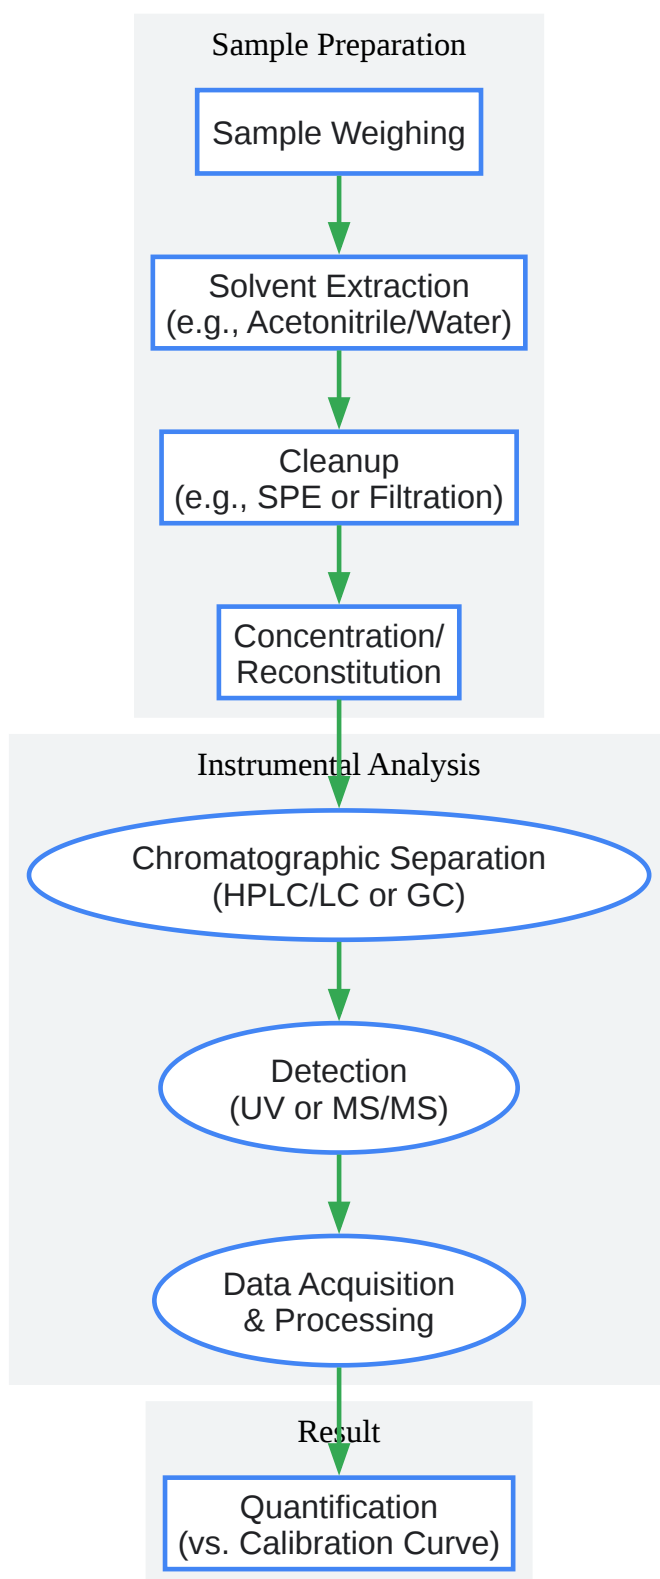 Sample Preparation
Sample Weighing
Solvent Extraction
(e.g., Acetonitrile/Water)
Cleanup
(e.g., SPE or Filtration)
Concentration/
Reconstitution
Instrumental Analysis
Chromatographic Separation
(HPLC/LC or GC)
Detection
(UV or MS/MS)
Data Acquisition
& Processing
Result
Quantification
(vs. Calibration Curve)